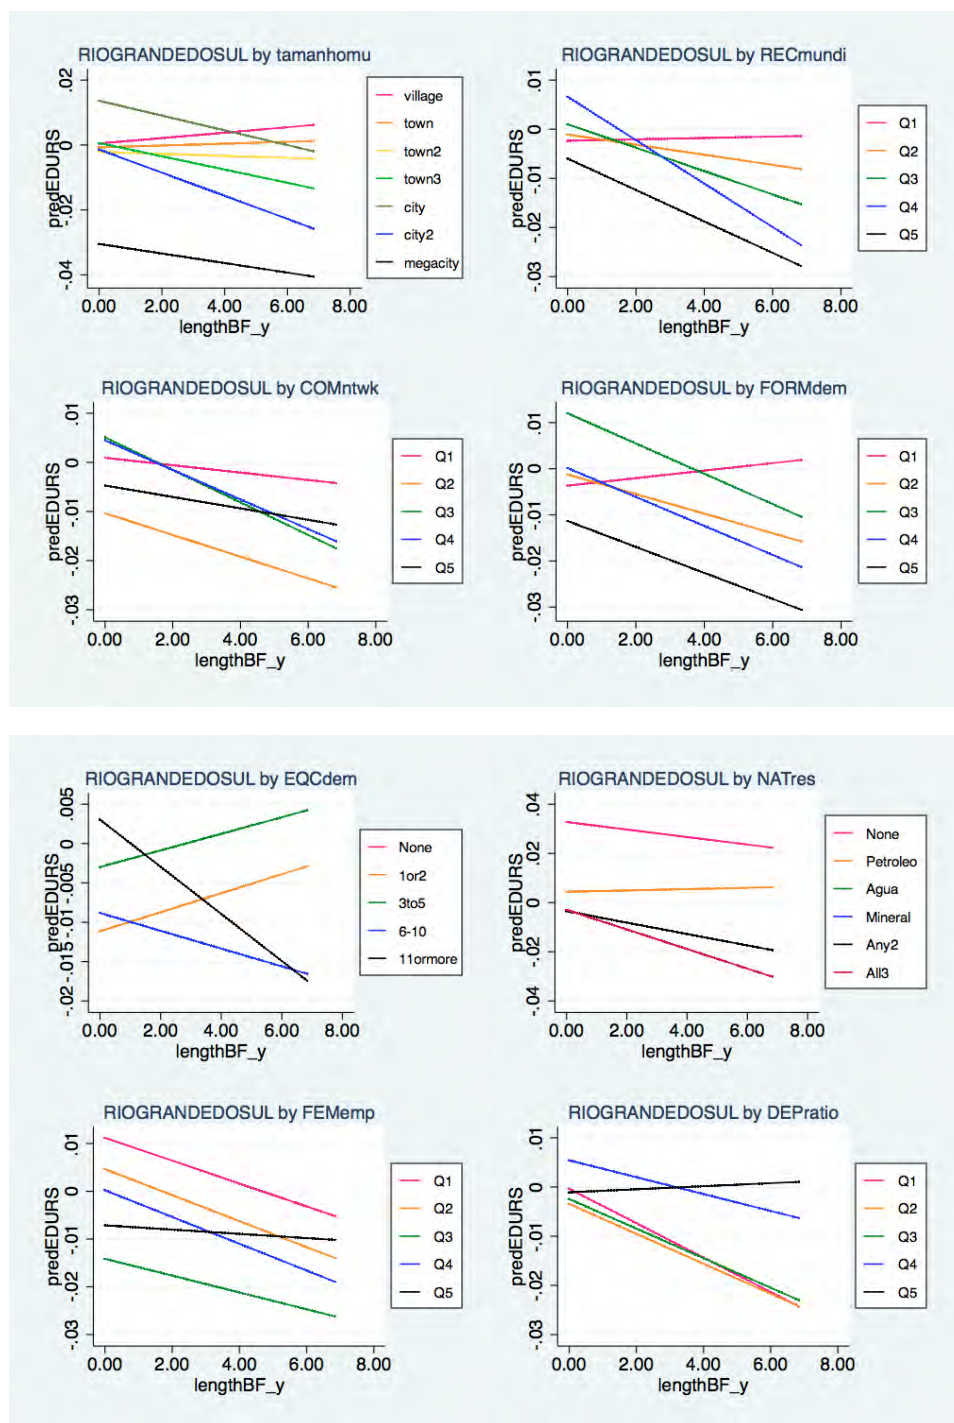 RIOGRANDEDOSUL by tamanhomu
predEDURS
.02
0
-.02
-.04
0.00 2.00 4.00 6.00 8.00
lengthBF_y
village
town
town2
town3
city
city2
megacity
RIOGRANDEDOSUL by RECmundi
predEDURS
.01
0
-.01
-.02
-.03
0.00 2.00 4.00 6.00 8.00
lengthBF_y
Q1
Q2
Q3
Q4
Q5
RIOGRANDEDOSUL by COMntwk
predEDURS
.01
0
-.01
-.02
-.03
0.00 2.00 4.00 6.00 8.00
lengthBF_y
Q1
Q2
Q3
Q4
Q5
RIOGRANDEDOSUL by FORMdem
predEDURS
.01
0
-.01
-.02
-.03
0.00 2.00 4.00 6.00 8.00
lengthBF_y
Q1
Q2
Q3
Q4
Q5
RIOGRANDEDOSUL by EQCdem
predEDURS
.005
0
-.005
-.01
-.015
-.02
0.00 2.00 4.00 6.00 8.00
lengthBF_y
None
1or2
3to5
6-10
11ormore
RIOGRANDEDOSUL by NATres
predEDURS
.04
.02
0
-.02
-.04
0.00 2.00 4.00 6.00 8.00
lengthBF_y
None
Petroleo
Agua
Mineral
Any2
All3
RIOGRANDEDOSUL by FEMemp
predEDURS
.01
0
-.01
-.02
-.03
0.00 2.00 4.00 6.00 8.00
lengthBF_y
Q1
Q2
Q3
Q4
Q5
RIOGRANDEDOSUL by DEPratio
predEDURS
.01
0
-.01
-.02
-.03
0.00 2.00 4.00 6.00 8.00
lengthBF_y
Q1
Q2
Q3
Q4
Q5